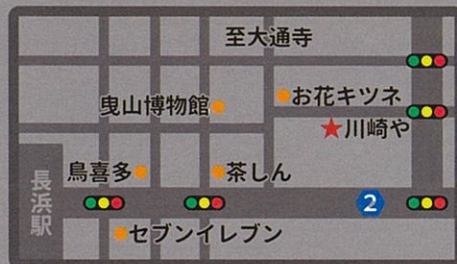 至大通寺
お花キツネ
曳山博物館
川崎や
鳥喜多
茶しん
長浜駅
2
セブンイレブン